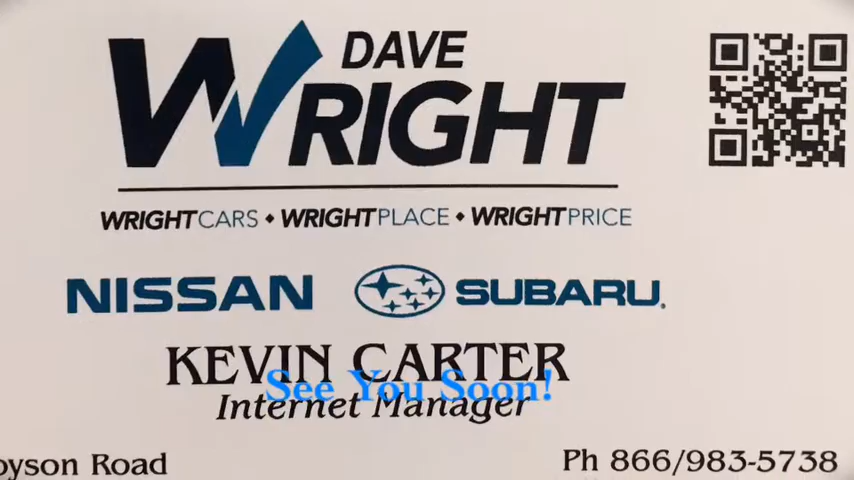 DAVE
WRIGHT
WRIGHTCARS • WRIGHTPLACE • WRIGHTPRICE
NISSAN SUBARU.
KEVIN CARTER
See You Soon!
Internet Manager
Road
Ph 866/983-5738